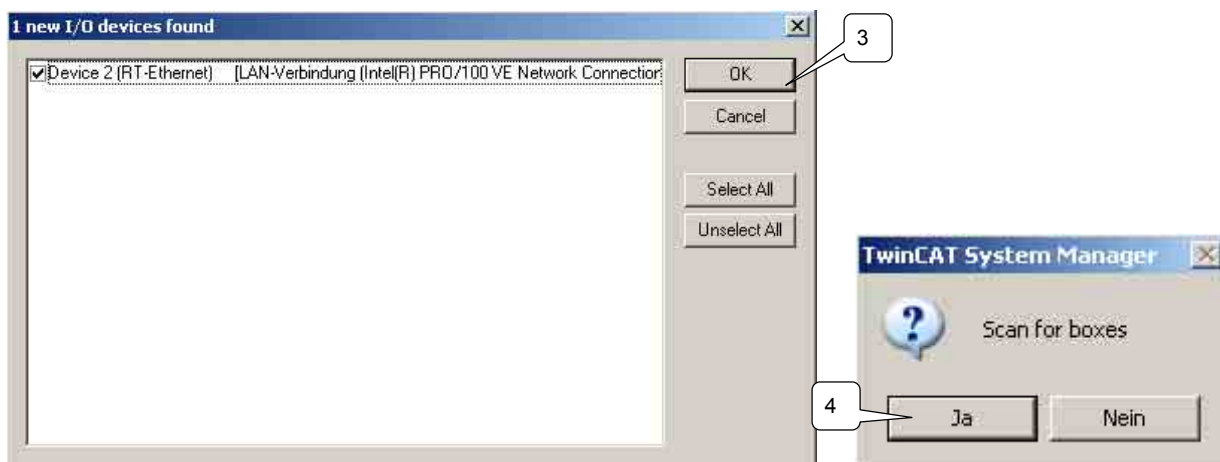 1 new I/O devices found
Device 2 (RT-Ethernet) [LAN-Verbindung (Intel(R) PRO/100 VE Network Connection
OK
Cancel
Select All
Unselect All
3
TwinCAT System Manager
Scan for boxes
Ja Nein
4